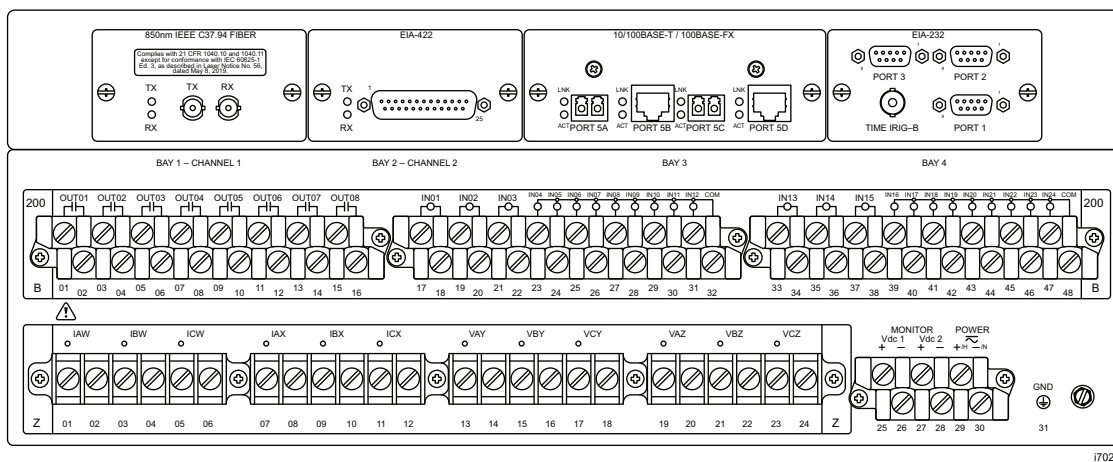 850nm IEEE C37.94 FIBER
Complies with 21 CFR 1040.10 and 1040.11
except for conformance with IEC 60825-1
Ed. 3, as described in Laser Notice No. 56,
dated May 8, 2019.
TX TX RX
RX
EIA-422
TX 1
RX 25
10/100BASE-T / 100BASE-FX
LNK LNK LNK LNK
ACT PORT 5A ACT PORT 5B ACT PORT 5C ACT PORT 5D
EIA-232
1 1
9 9
PORT 3 PORT 2
1
9
TIME IRIG–B PORT 1
BAY 1 – CHANNEL 1 BAY 2 – CHANNEL 2 BAY 3 BAY 4
200 OUT01 OUT02 OUT03 OUT04 OUT05 OUT06 OUT07 OUT08 IN01 IN02 IN03 IN04 IN05 IN06 IN07 IN08 IN09 IN10 IN11 IN12 COM IN13 IN14 IN15 IN16 IN17 IN18 IN19 IN20 IN21 IN22 IN23 IN24 COM 200
B 01 02 03 04 05 06 07 08 09 10 11 12 13 14 15 16 17 18 19 20 21 22 23 24 25 26 27 28 29 30 31 32 33 34 35 36 37 38 39 40 41 42 43 44 45 46 47 48 B
IAW IBW ICW IAX IBX ICX VAY VBY VCY VAZ VBZ VCZ
Z 01 02 03 04 05 06 07 08 09 10 11 12 13 14 15 16 17 18 19 20 21 22 23 24 Z
MONITOR POWER
Vdc 1 Vdc 2
+ – + – +/H –/N
25 26 27 28 29 30
GND
31
i702